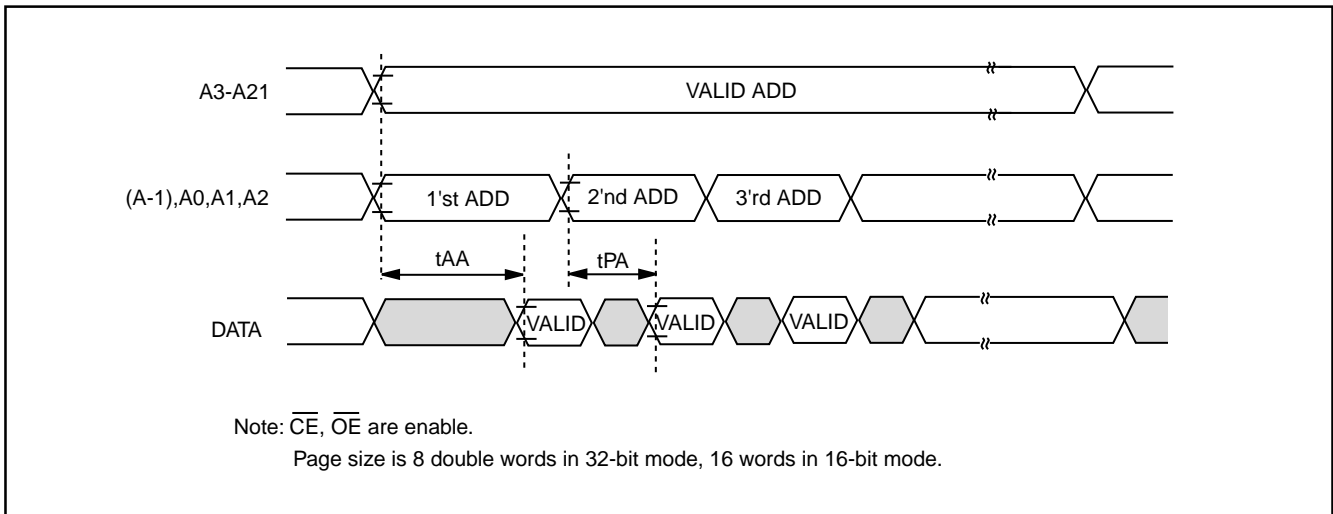 A3-A21
VALID ADD
(A-1),A0,A1,A2
1'st ADD
2'nd ADD
3'rd ADD
tAA
tPA
DATA
VALID
VALID
VALID
Note: CE, OE are enable.
Page size is 8 double words in 32-bit mode, 16 words in 16-bit mode.